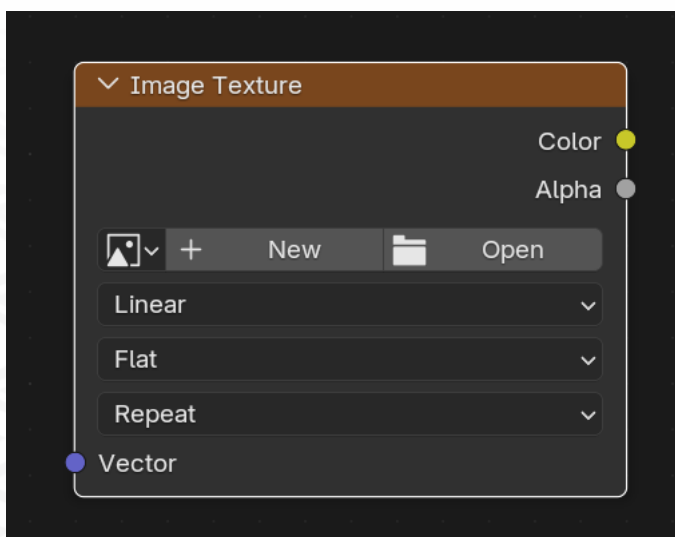 Image Texture
Color
Alpha
New Open
Linear
Flat
Repeat
Vector